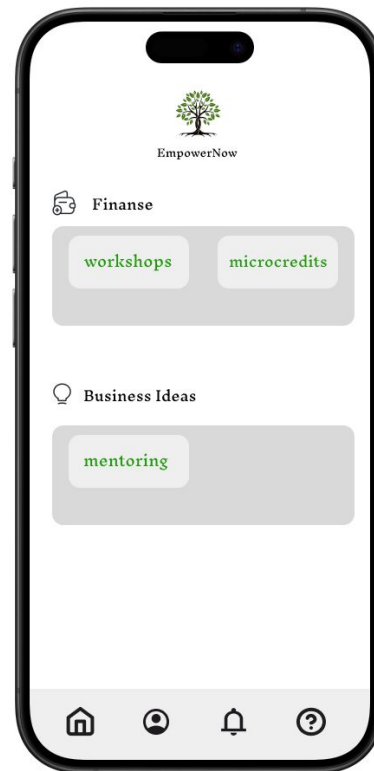 EmpowerNow
Finanse
workshops microcredits
Business Ideas
mentoring